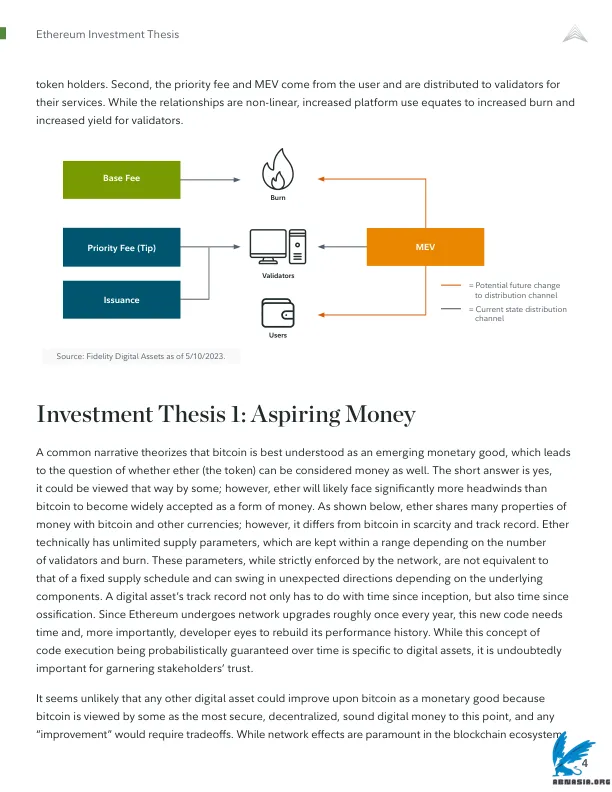 Ethereum Investment Thesis
token holders. Second, the priority fee and MEV come from the user and are distributed to validators for
their services. While the relationships are non-linear, increased platform use equates to increased burn and
increased yield for validators.
Base Fee
Burn
Priority Fee (Tip)
MEV
Validators
Issuance
= Potential future change
to distribution channel
= Current state distribution
channel
Users
Source: Fidelity Digital Assets as of 5/10/2023.
Investment Thesis 1: Aspiring Money
A common narrative theorizes that bitcoin is best understood as an emerging monetary good, which leads
to the question of whether ether (the token) can be considered money as well. The short answer is yes,
it could be viewed that way by some; however, ether will likely face significantly more headwinds than
bitcoin to become widely accepted as a form of money. As shown below, ether shares many properties of
money with bitcoin and other currencies; however, it differs from bitcoin in scarcity and track record. Ether
technically has unlimited supply parameters, which are kept within a range depending on the number
of validators and burn. These parameters, while strictly enforced by the network, are not equivalent to
that of a fixed supply schedule and can swing in unexpected directions depending on the underlying
components. A digital asset’s track record not only has to do with time since inception, but also time since
ossification. Since Ethereum undergoes network upgrades roughly once every year, this new code needs
time and, more importantly, developer eyes to rebuild its performance history. While this concept of
code execution being probabilistically guaranteed over time is specific to digital assets, it is undoubtedly
important for garnering stakeholders’ trust.
It seems unlikely that any other digital asset could improve upon bitcoin as a monetary good because
bitcoin is viewed by some as the most secure, decentralized, sound digital money to this point, and any
“improvement” would require tradeoffs. While network effects are paramount in the blockchain ecosystem,
4
ABNASIA.ORG